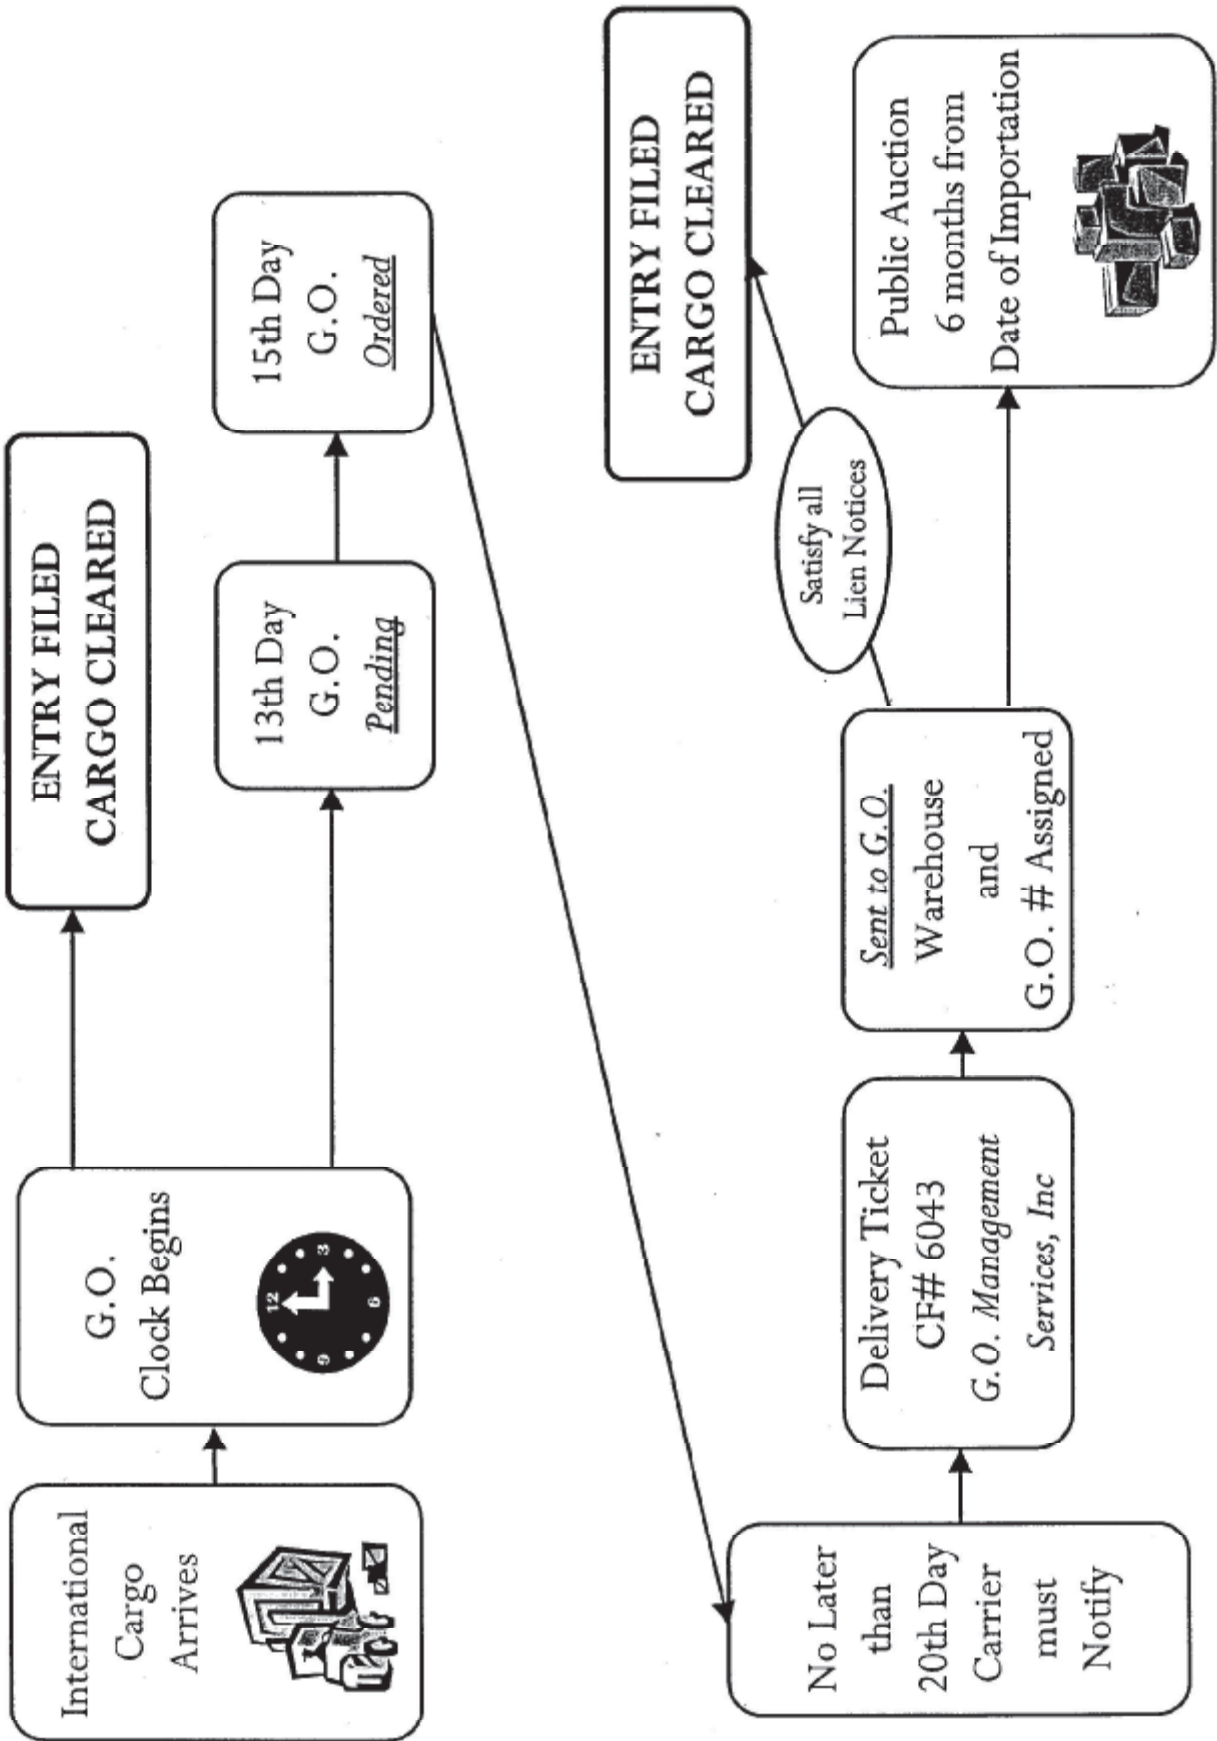 International
Cargo
Arrives
G.O.
Clock Begins
12
3
6
9
ENTRY FILED
CARGO CLEARED
13th Day
G.O.
Pending
15th Day
G.O.
Ordered
No Later
than
20th Day
Carrier
must
Notify
Delivery Ticket
CF# 6043
G.O. Management
Services, Inc
Sent to G.O.
Warehouse
and
G.O. # Assigned
Satisfy all
Lien Notices
ENTRY FILED
CARGO CLEARED
Public Auction
6 months from
Date of Importation